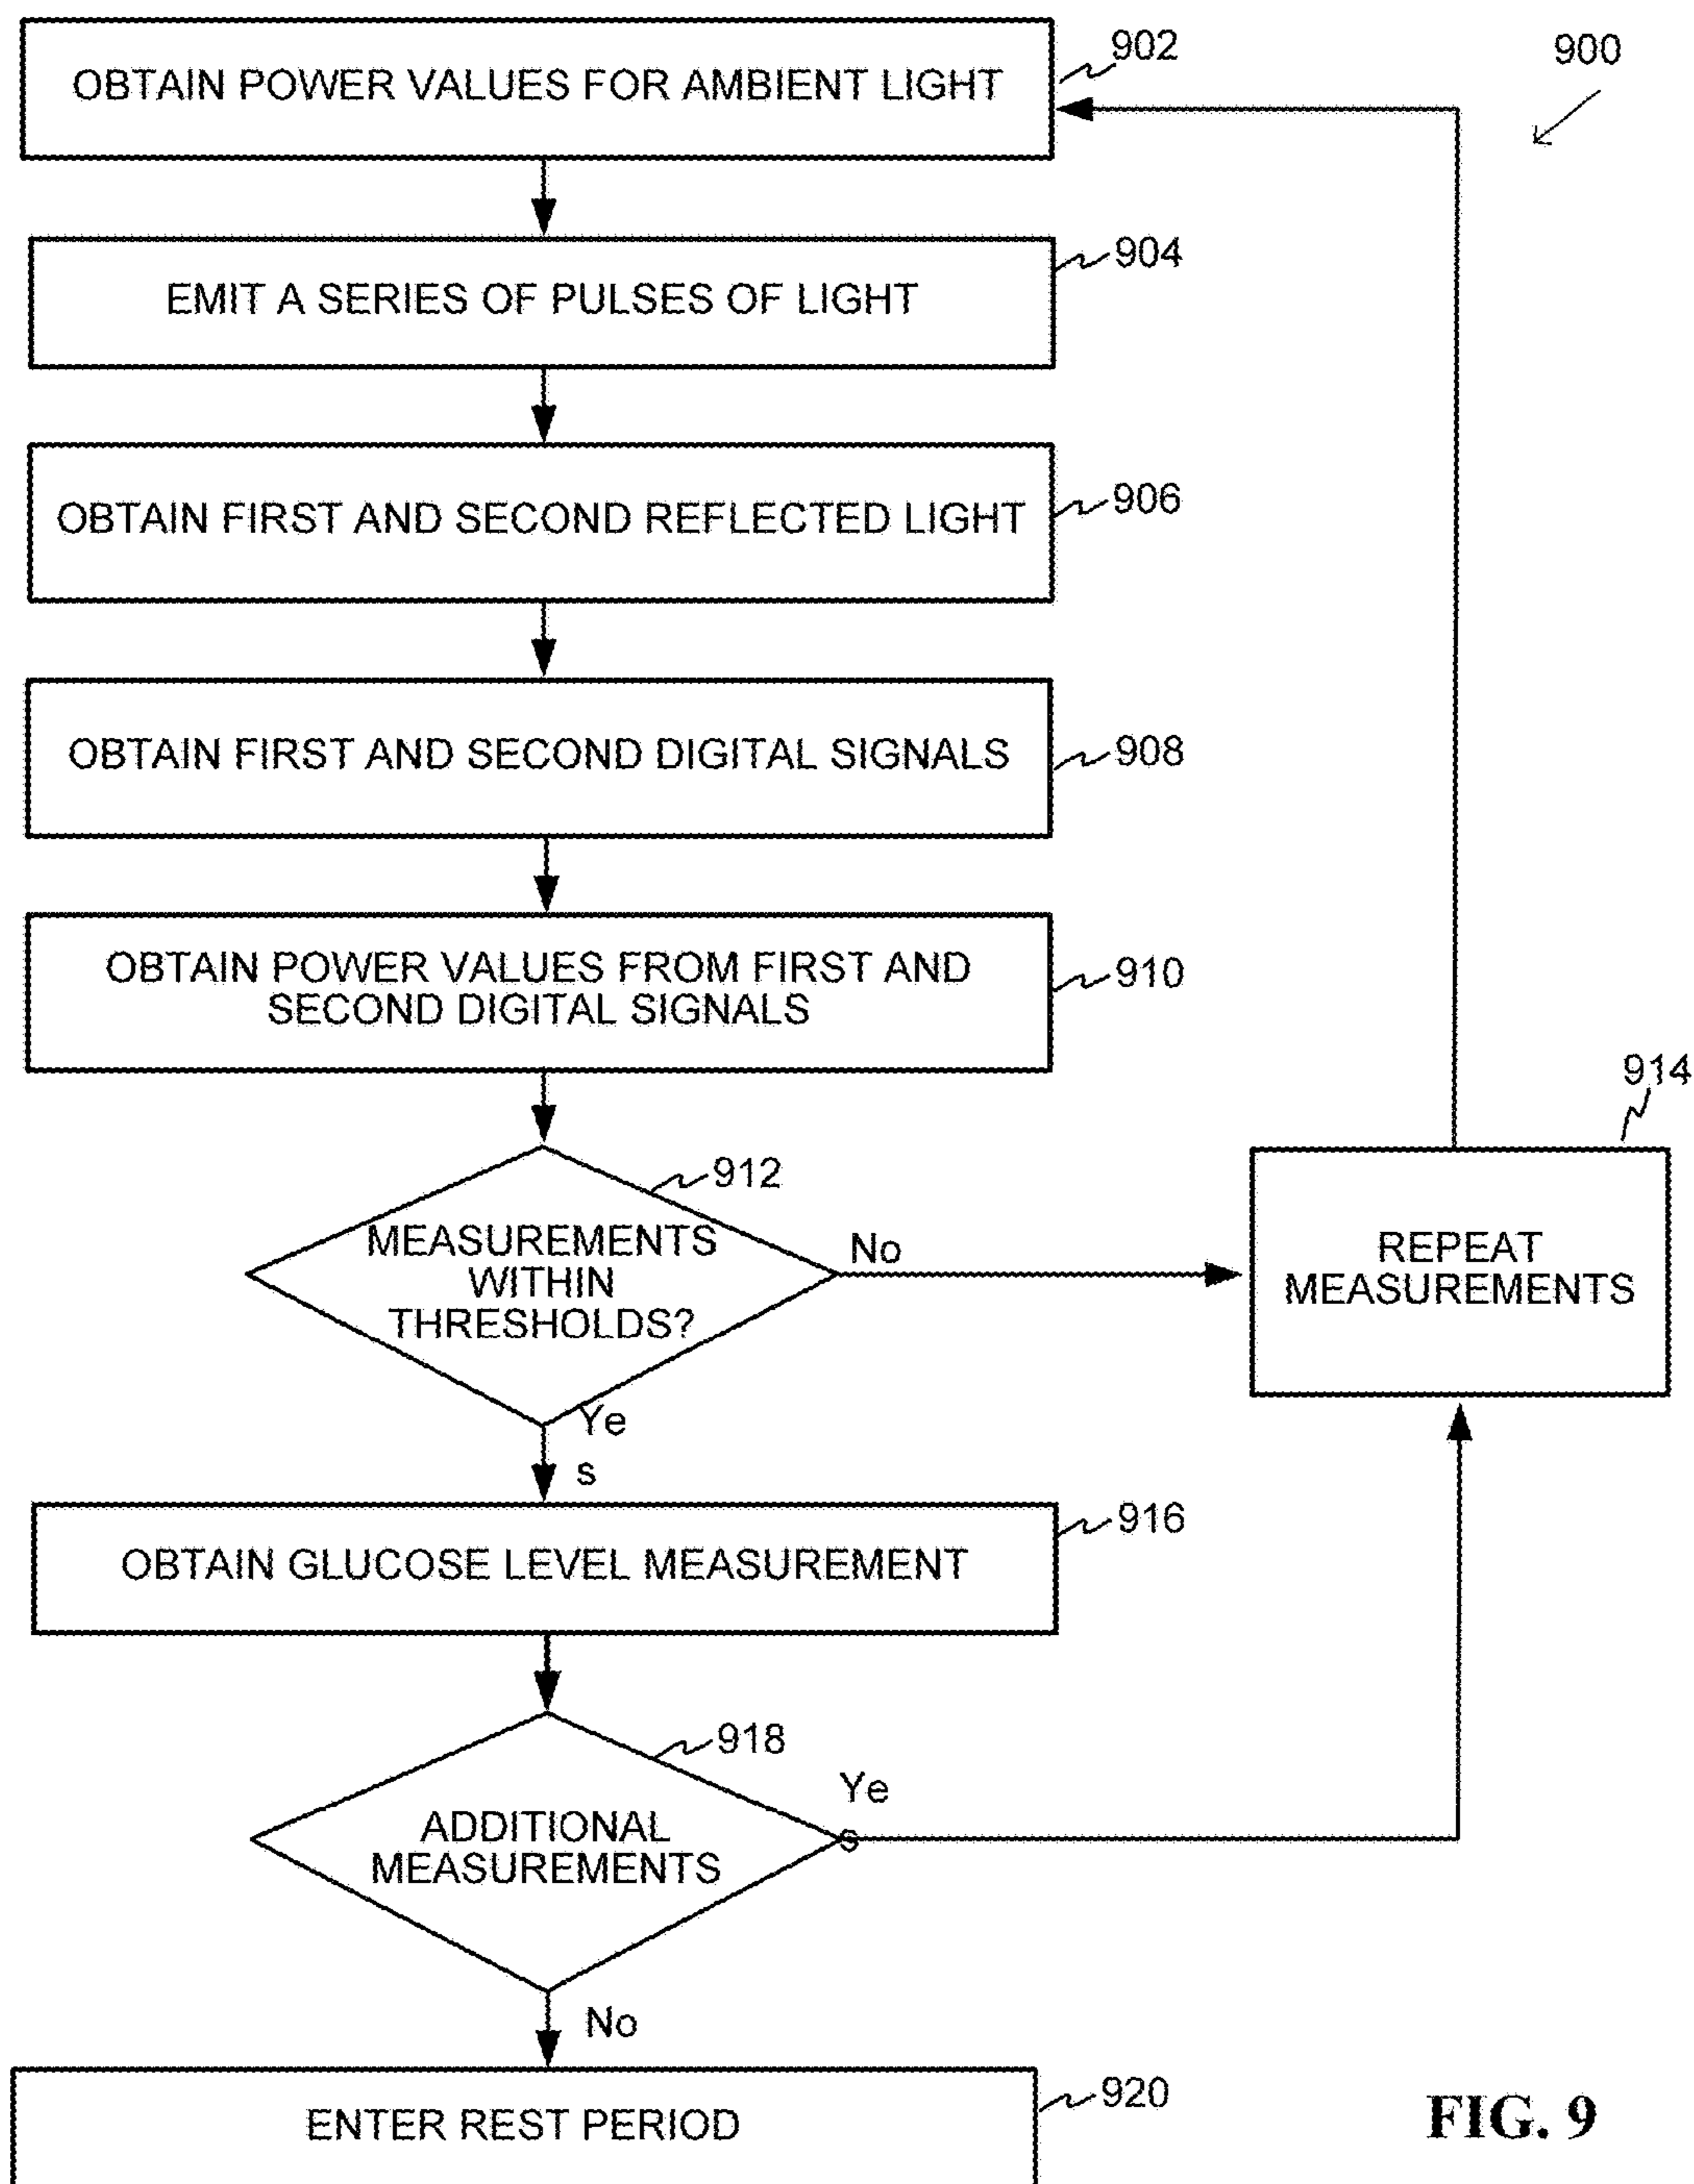 OBTAIN POWER VALUES FOR AMBIENT LIGHT
902
900
EMIT A SERIES OF PULSES OF LIGHT
904
OBTAIN FIRST AND SECOND REFLECTED LIGHT
906
OBTAIN FIRST AND SECOND DIGITAL SIGNALS
908
OBTAIN POWER VALUES FROM FIRST AND
SECOND DIGITAL SIGNALS
910
912
MEASUREMENTS
WITHIN
THRESHOLDS?
No
914
REPEAT
MEASUREMENTS
Ye
s
OBTAIN GLUCOSE LEVEL MEASUREMENT
916
918
ADDITIONAL
MEASUREMENTS
Ye
s
No
ENTER REST PERIOD
920
FIG. 9